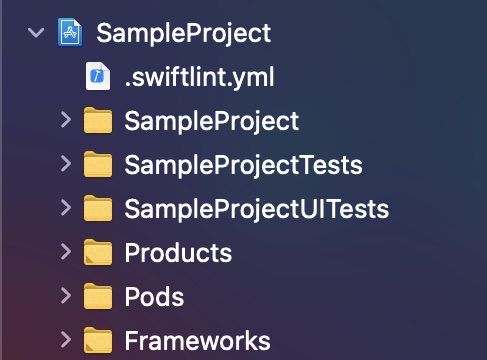 SampleProject
.swiftlint.yml
SampleProject
SampleProjectTests
SampleProjectUITests
Products
Pods
Frameworks